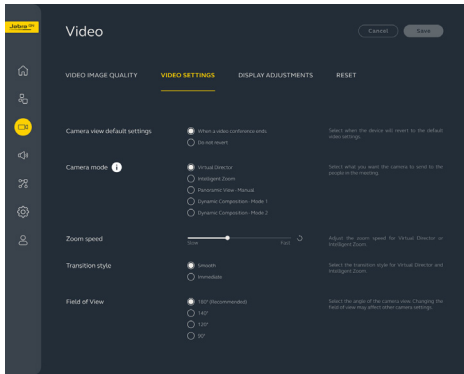 Jabra GN
Video
Cancel
Save
VIDEO IMAGE QUALITY
VIDEO SETTINGS
DISPLAY ADJUSTMENTS
RESET
Camera view default settings
When a video conference ends
Do not revert
Select when the device will revert to the default
video settings.
Camera mode
i
Virtual Director
Intelligent Zoom
Panoramic View - Manual
Dynamic Composition - Mode 1
Dynamic Composition - Mode 2
Select what you want the camera to send to the
people in the meeting.
Zoom speed
Slow
Fast
Adjust the zoom speed for Virtual Director or
Intelligent Zoom.
Transition style
Smooth
Immediate
Select the transition style for Virtual Director and
Intelligent Zoom.
Field of View
180° (Recommended)
140°
120°
90°
Select the angle of the camera view. Changing the
field of view may affect other camera settings.